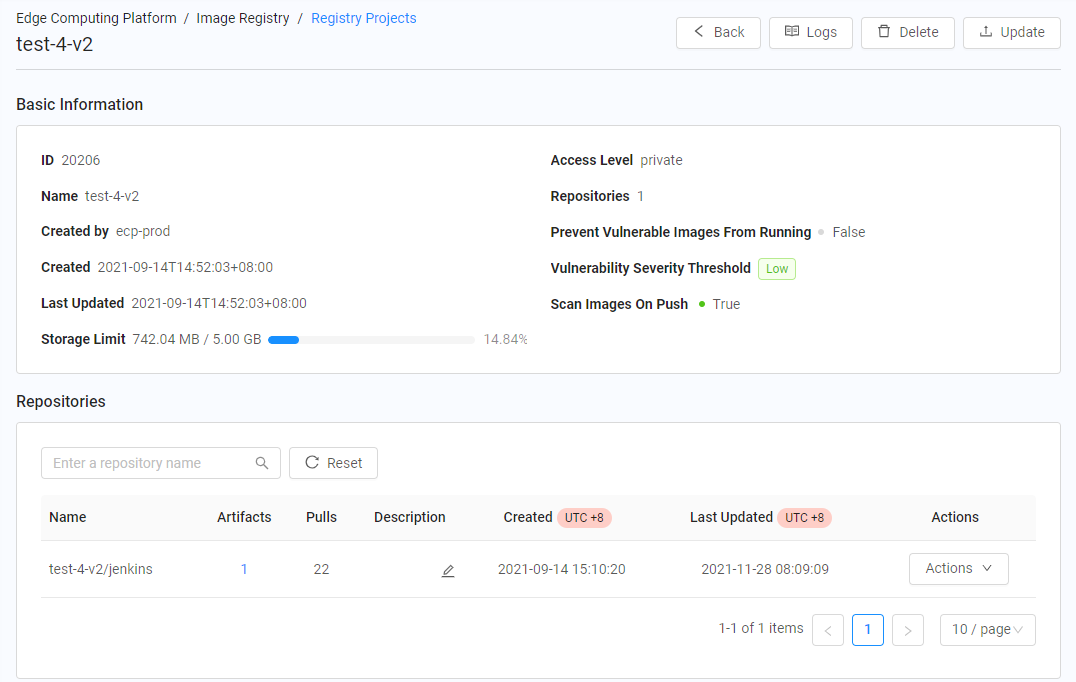 Edge Computing Platform / Image Registry / Registry Projects
test-4-v2
Back Logs Delete Update
Basic Information
ID 20206
Name test-4-v2
Created by ecp-prod
Created 2021-09-14T14:52:03+08:00
Last Updated 2021-09-14T14:52:03+08:00
Storage Limit 742.04 MB / 5.00 GB 14.84%
Access Level private
Repositories 1
Prevent Vulnerable Images From Running False
Vulnerability Severity Threshold Low
Scan Images On Push True
Repositories
Enter a repository name Reset
Name Artifacts Pulls Description Created UTC +8 Last Updated UTC +8 Actions
test-4-v2/jenkins 1 22 2021-09-14 15:10:20 2021-11-28 08:09:09 Actions
1-1 of 1 items < 1 > 10 / page